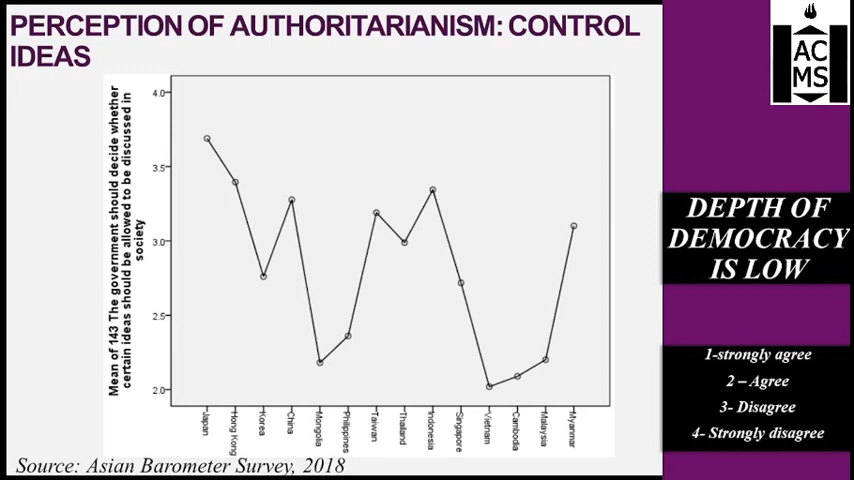 PERCEPTION OF AUTHORITARIANISM: CONTROL
IDEAS
AC
MS
Mean of 143 The government should decide whether
certain ideas should be allowed to be discussed in
society
4.0
3.5
3.0
2.5
2.0
Japan
Hong Kong
Korea
China
Mongolia
Philippines
Taiwan
Thailand
Indonesia
Singapore
Vietnam
Cambodia
Malaysia
Myanmar
DEPTH OF
DEMOCRACY
IS LOW
1-strongly agree
2 – Agree
3- Disagree
4- Strongly disagree
Source: Asian Barometer Survey, 2018